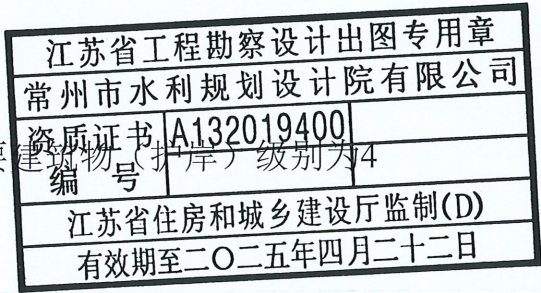 江苏省工程勘察设计出图专用章
常州市水利规划设计院有限公司
资质证书 A132019400
要建筑物（护岸）级别为4
编号
江苏省住房和城乡建设厅监制(D)
有效期至二〇二五年四月二十二日